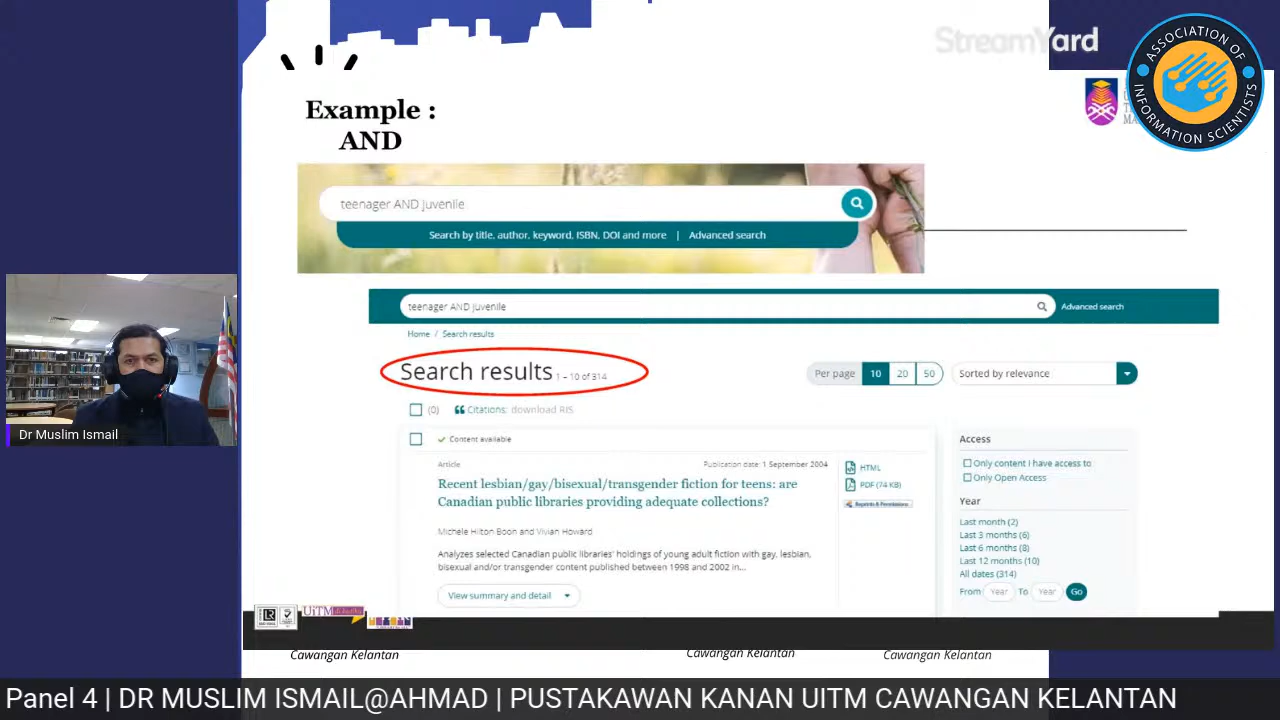 StreamYard
ASSOCIATION OF
INFORMATION SCIENTISTS
Example :
AND
teenager AND juvenile
Search by title, author, keyword, ISBN, DOI and more | Advanced search
teenager AND juvenile
Advanced search
Home / Search results
Search results 1 – 10 of 314
Per page 10 20 50
Sorted by relevance
(0) Citations: download RIS
Content available
Article
Publication date: 1 September 2004
Recent lesbian/gay/bisexual/transgender fiction for teens: are
Canadian public libraries providing adequate collections?
Michele Hilton Boon and Vivian Howard
Analyzes selected Canadian public libraries' holdings of young adult fiction with gay, lesbian,
bisexual and/or transgender content published between 1998 and 2002 in...
View summary and detail
HTML
PDF (74 KB)
Reprints & Permissions
Access
Only content I have access to
Only Open Access
Year
Last month (2)
Last 3 months (6)
Last 6 months (8)
Last 12 months (10)
All dates (314)
From Year To Year Go
Dr Muslim Ismail
UiTM
Cawangan Kelantan
Cawangan Kelantan
Cawangan Kelantan
Panel 4 | DR MUSLIM ISMAIL@AHMAD | PUSTAKAWAN KANAN UITM CAWANGAN KELANTAN